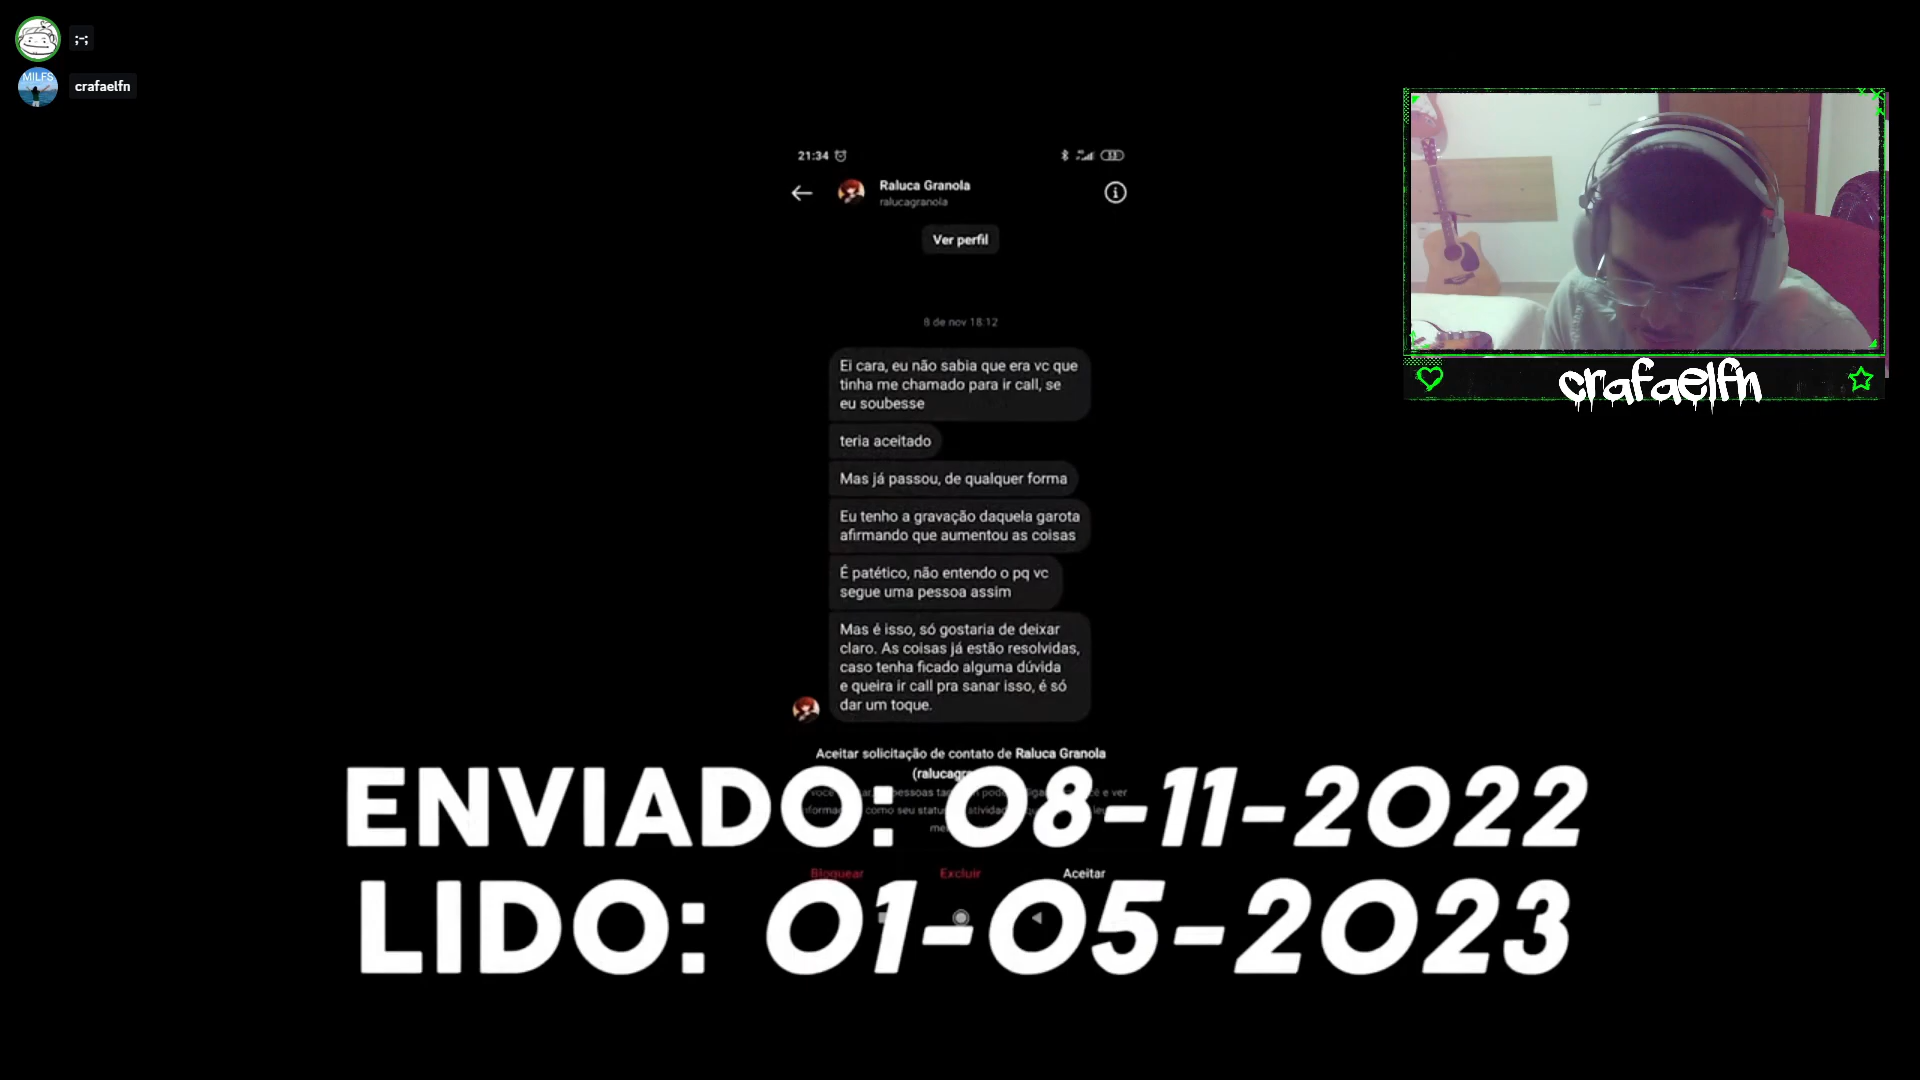 ;-;
MILFS
crafaelfn
21:34
Raluca Granola
ralucagranola
Ver perfil
8 de nov 18:12
Ei cara, eu não sabia que era vc que
tinha me chamado para ir call, se
eu soubesse
teria aceitado
Mas já passou, de qualquer forma
Eu tenho a gravação daquela garota
afirmando que aumentou as coisas
É patético, não entendo o pq vc
segue uma pessoa assim
Mas é isso, só gostaria de deixar
claro. As coisas já estão resolvidas,
caso tenha ficado alguma dúvida
e queira ir call pra sanar isso, é só
dar um toque.
Aceitar solicitação de contato de Raluca Granola
ENVIADO: 08-11-2022
Bloquear Excluir Aceitar
LIDO: 01-05-2023
crafaelfn